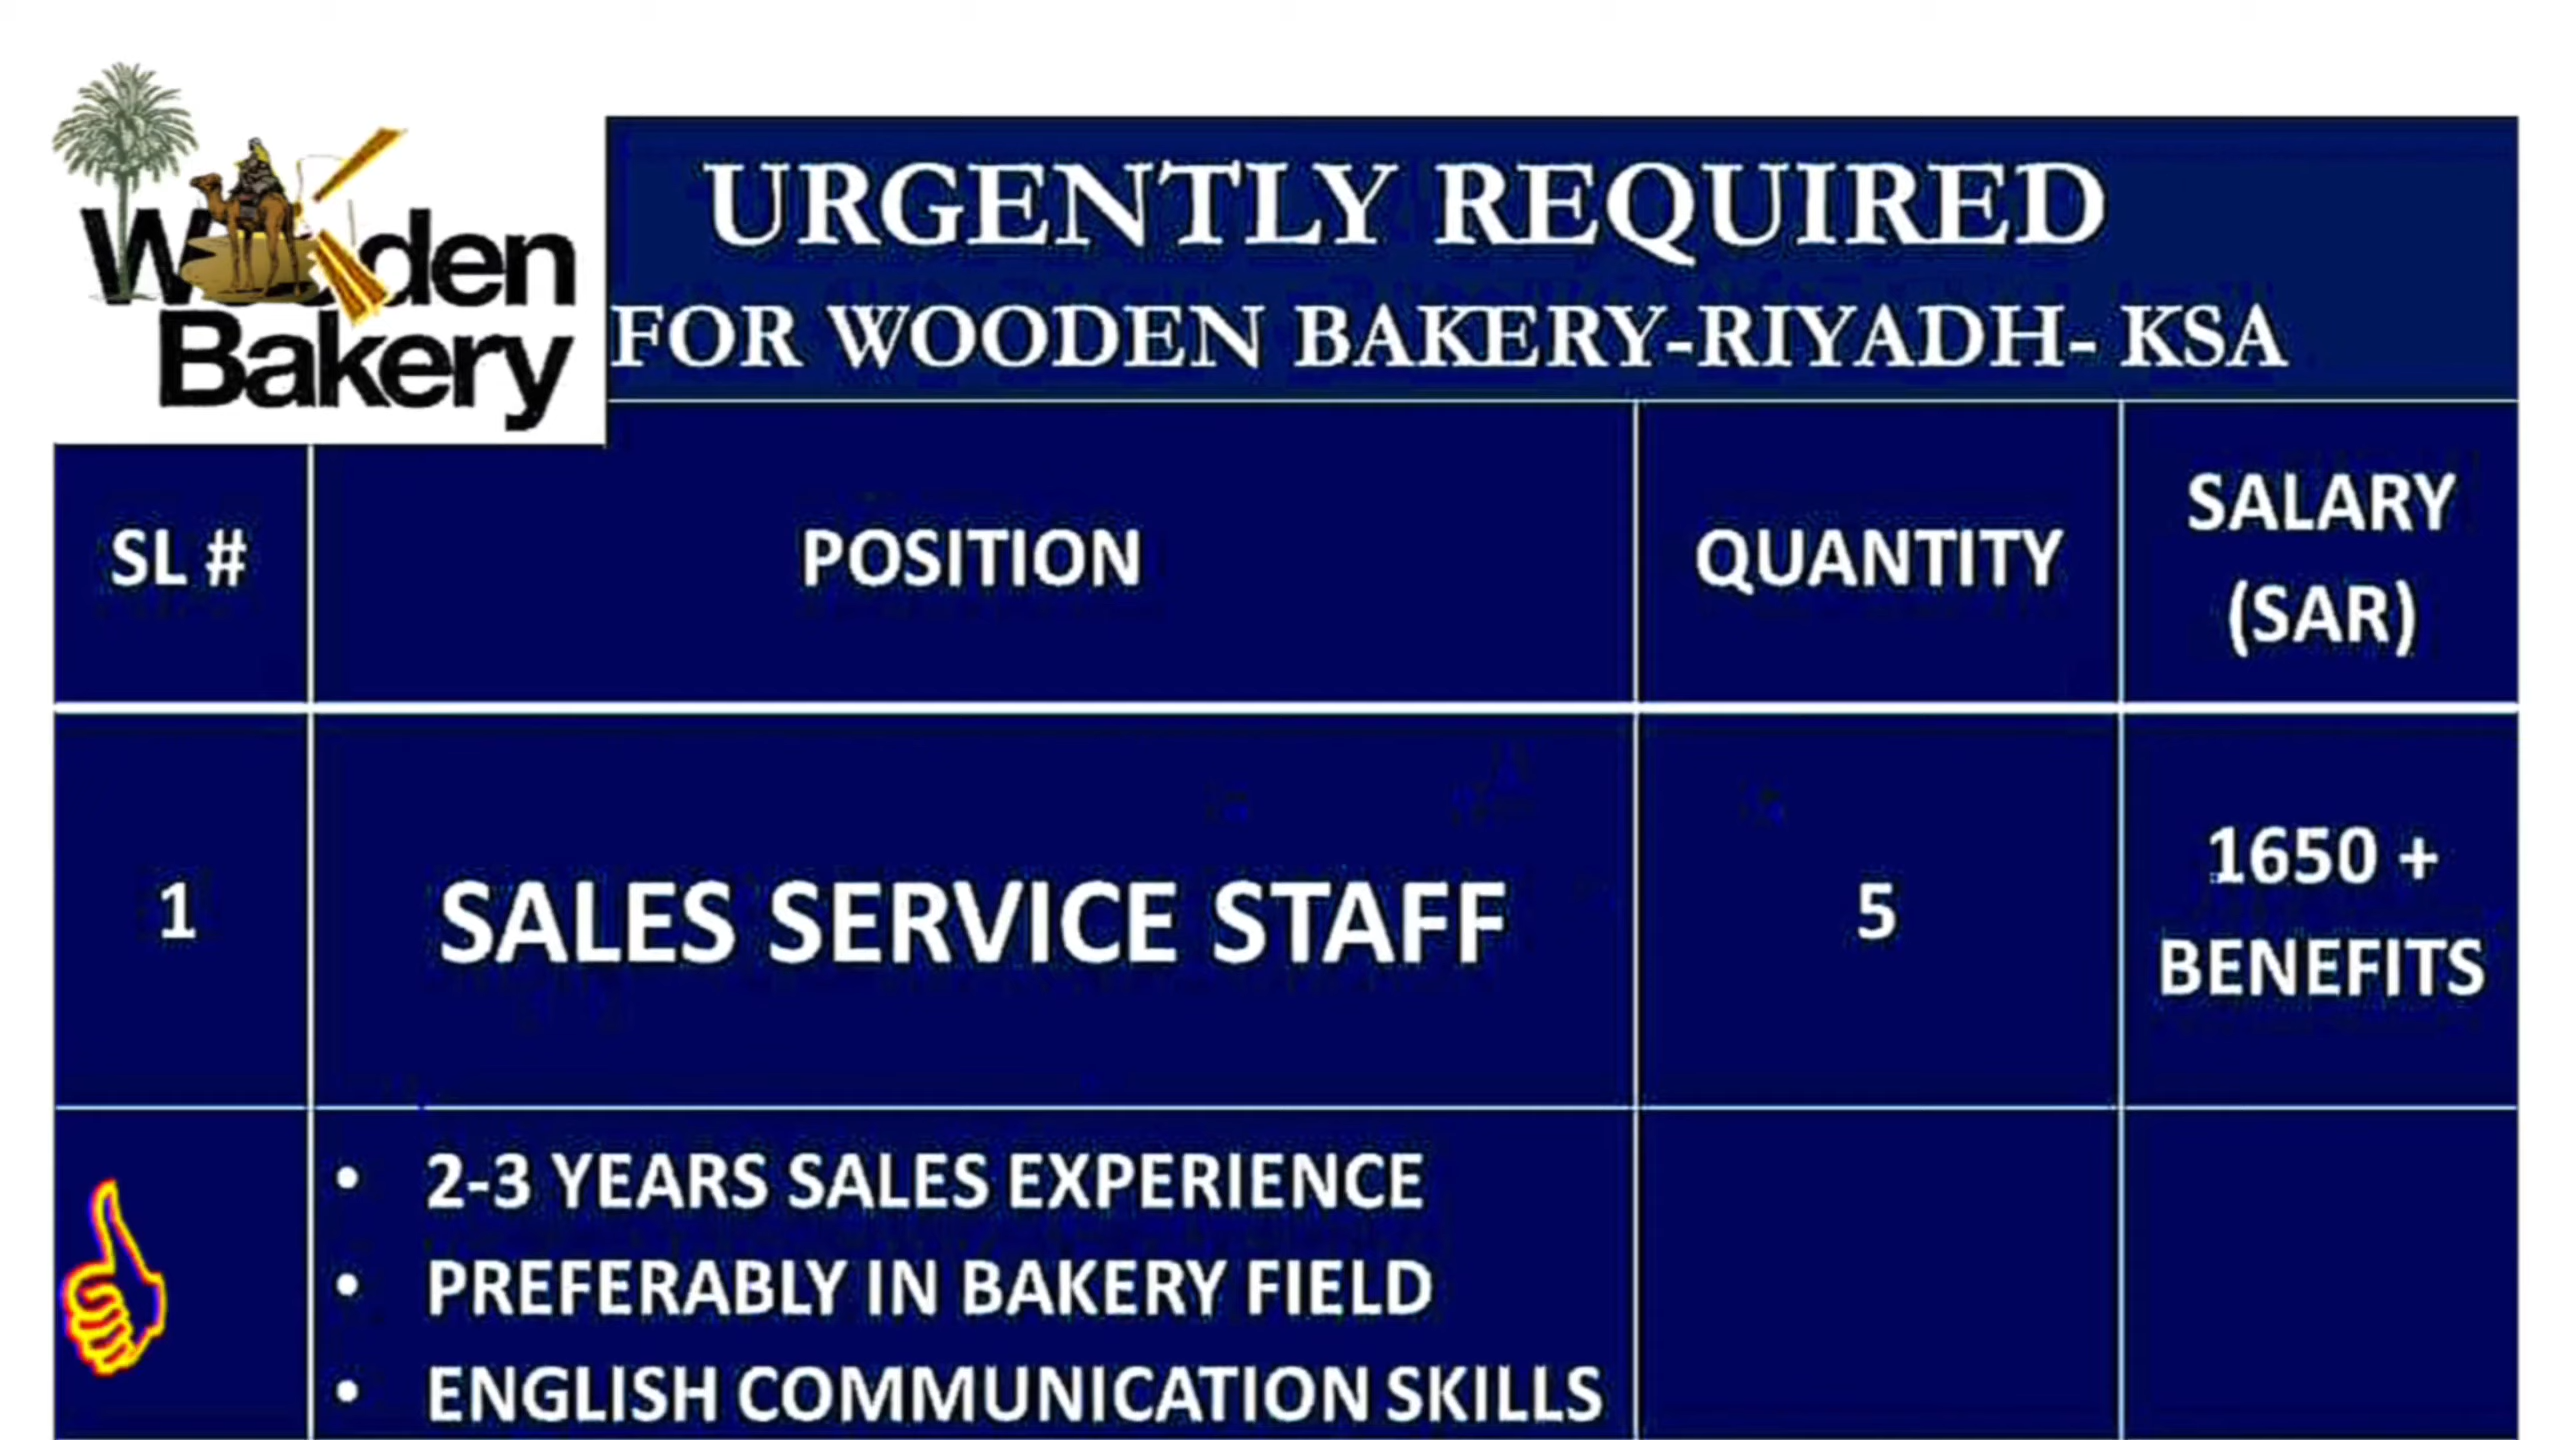 Wooden
Bakery
URGENTLY REQUIRED
FOR WOODEN BAKERY-RIYADH- KSA
SL #
POSITION
QUANTITY
SALARY
(SAR)
1
SALES SERVICE STAFF
5
1650 +
BENEFITS
• 2-3 YEARS SALES EXPERIENCE
• PREFERABLY IN BAKERY FIELD
• ENGLISH COMMUNICATION SKILLS